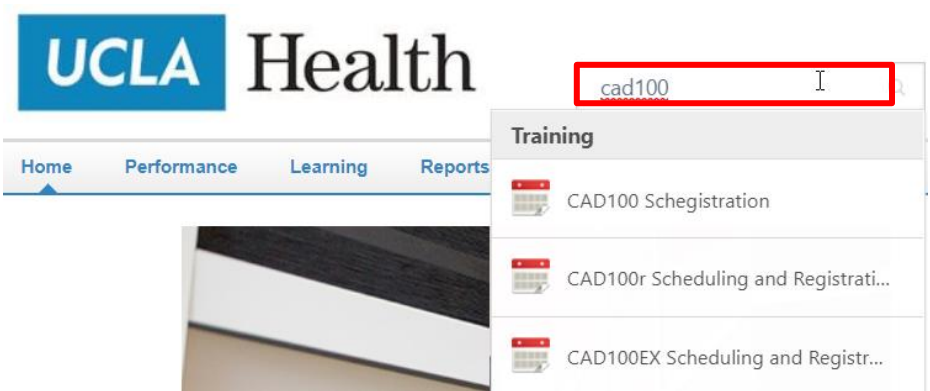 UCLA Health
cad100
Training
Home Performance Learning Reports
CAD100 Schegistration
CAD100r Scheduling and Registrati...
CAD100EX Scheduling and Registr...